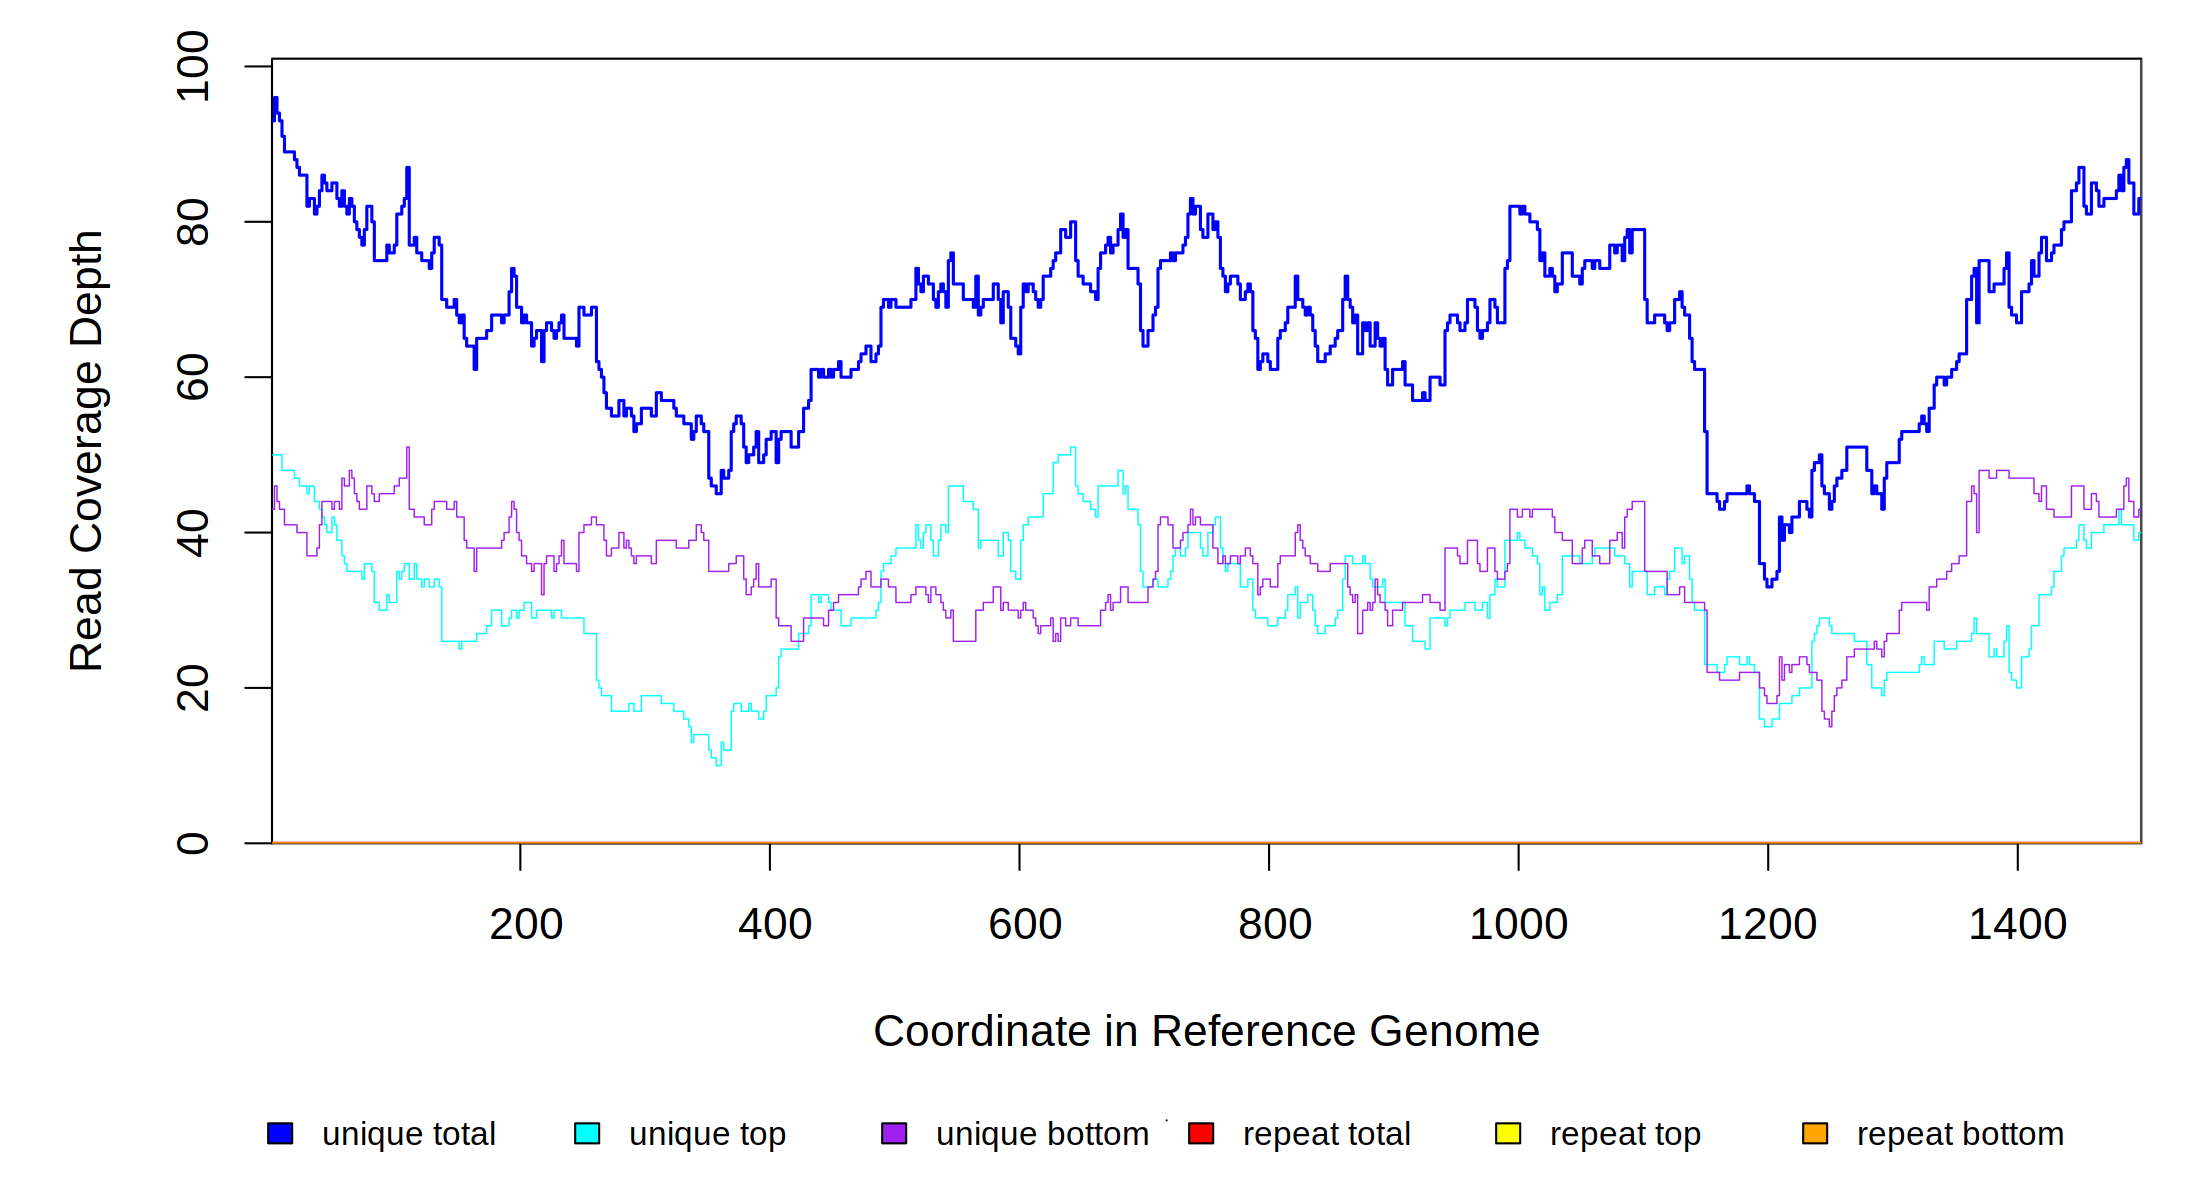 Read Coverage Depth
100
80
60
40
20
0
200 400 600 800 1000 1200 1400
Coordinate in Reference Genome
unique total unique top unique bottom repeat total repeat top repeat bottom